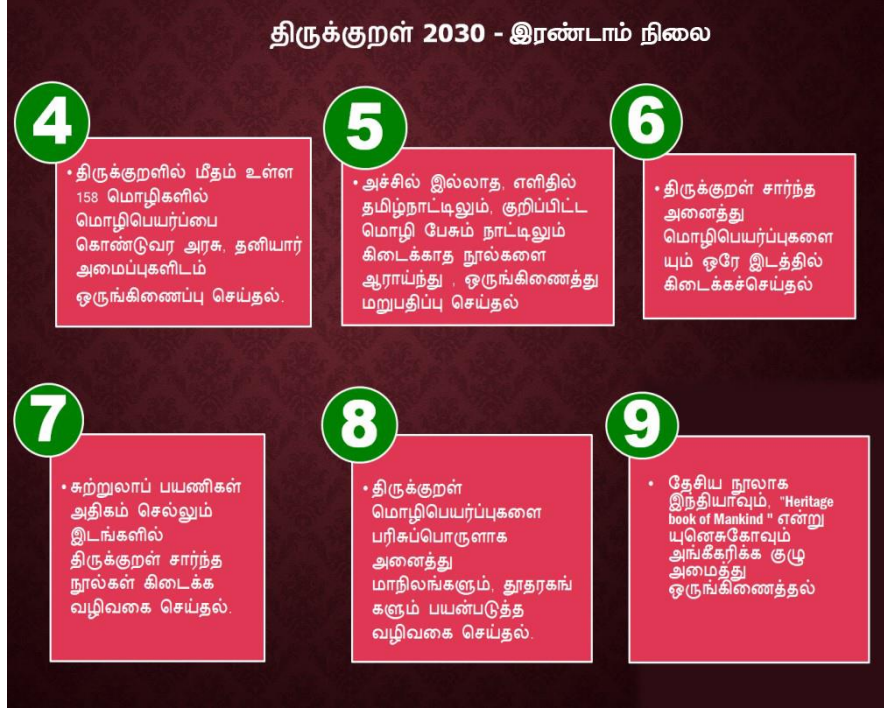 திருக்குறள் 2030 - இரண்டாம் நிலை
4
•திருக்குறளில் மீதம் உள்ள
158 மொழிகளில்
மொழிபெயர்ப்பை
கொண்டுவர அரசு, தனியார்
அமைப்புகளிடம்
ஒருங்கிணைப்பு செய்தல்.
5
•அச்சில் இல்லாத, எளிதில்
தமிழ்நாட்டிலும், குறிப்பிட்ட
மொழி பேசும் நாட்டிலும்
கிடைக்காத நூல்களை
ஆராய்ந்து , ஒருங்கிணைத்து
மறுபதிப்பு செய்தல்
6
•திருக்குறள் சார்ந்த
அனைத்து
மொழிபெயர்ப்புகளை
யும் ஒரே இடத்தில்
கிடைக்கச்செய்தல்
7
•சுற்றுலாப் பயணிகள்
அதிகம் செல்லும்
இடங்களில்
திருக்குறள் சார்ந்த
நூல்கள் கிடைக்க
வழிவகை செய்தல்.
8
•திருக்குறள்
மொழிபெயர்ப்புகளை
பரிசுப்பொருளாக
அனைத்து
மாநிலங்களும், தூதரகங்
களும் பயன்படுத்த
வழிவகை செய்தல்.
9
• தேசிய நூலாக
இந்தியாவும், "Heritage
book of Mankind " என்று
யுனெசுகோவும்
அங்கீகரிக்க குழு
அமைத்து
ஒருங்கிணைத்தல்